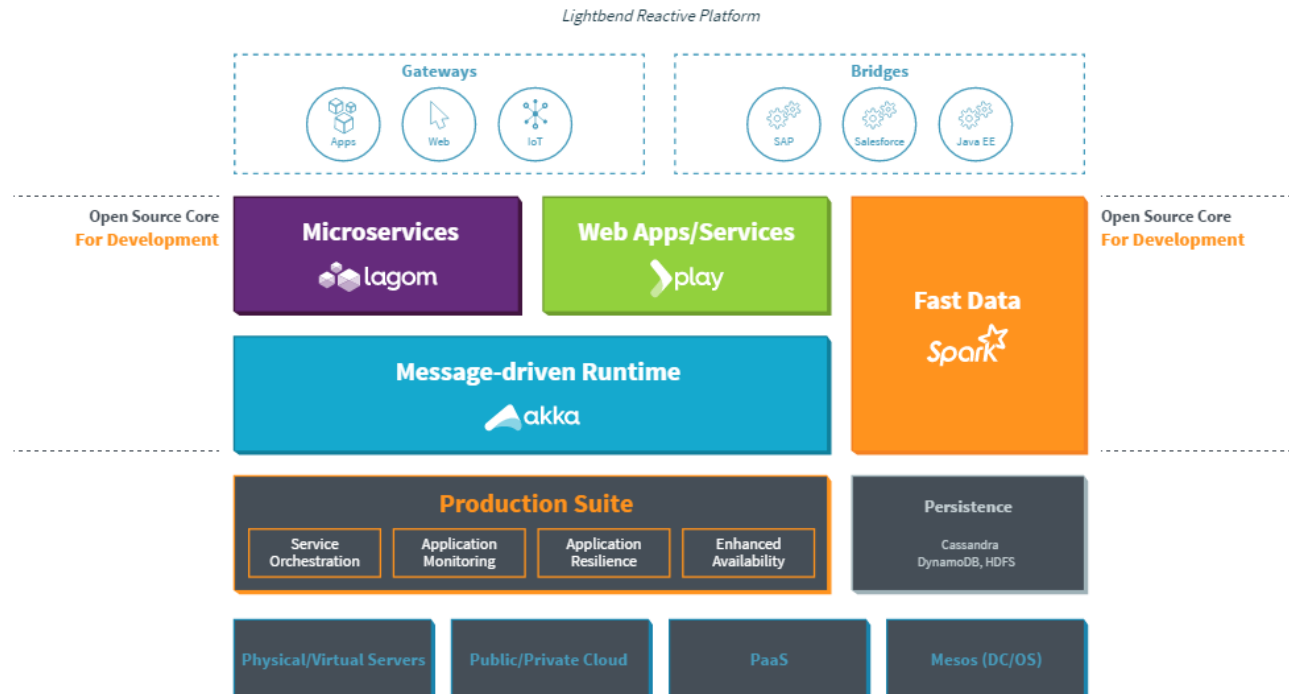 Lightbend Reactive Platform
Gateways
Apps
Web
IoT
Bridges
SAP
Salesforce
Java EE
Open Source Core
For Development
Microservices
lagom
Web Apps/Services
play
Fast Data
Spark
Open Source Core
For Development
Message-driven Runtime
akka
Production Suite
Service
Orchestration
Application
Monitoring
Application
Resilience
Enhanced
Availability
Persistence
Cassandra
DynamoDB, HDFS
Physical/Virtual Servers
Public/Private Cloud
PaaS
Mesos (DC/OS)